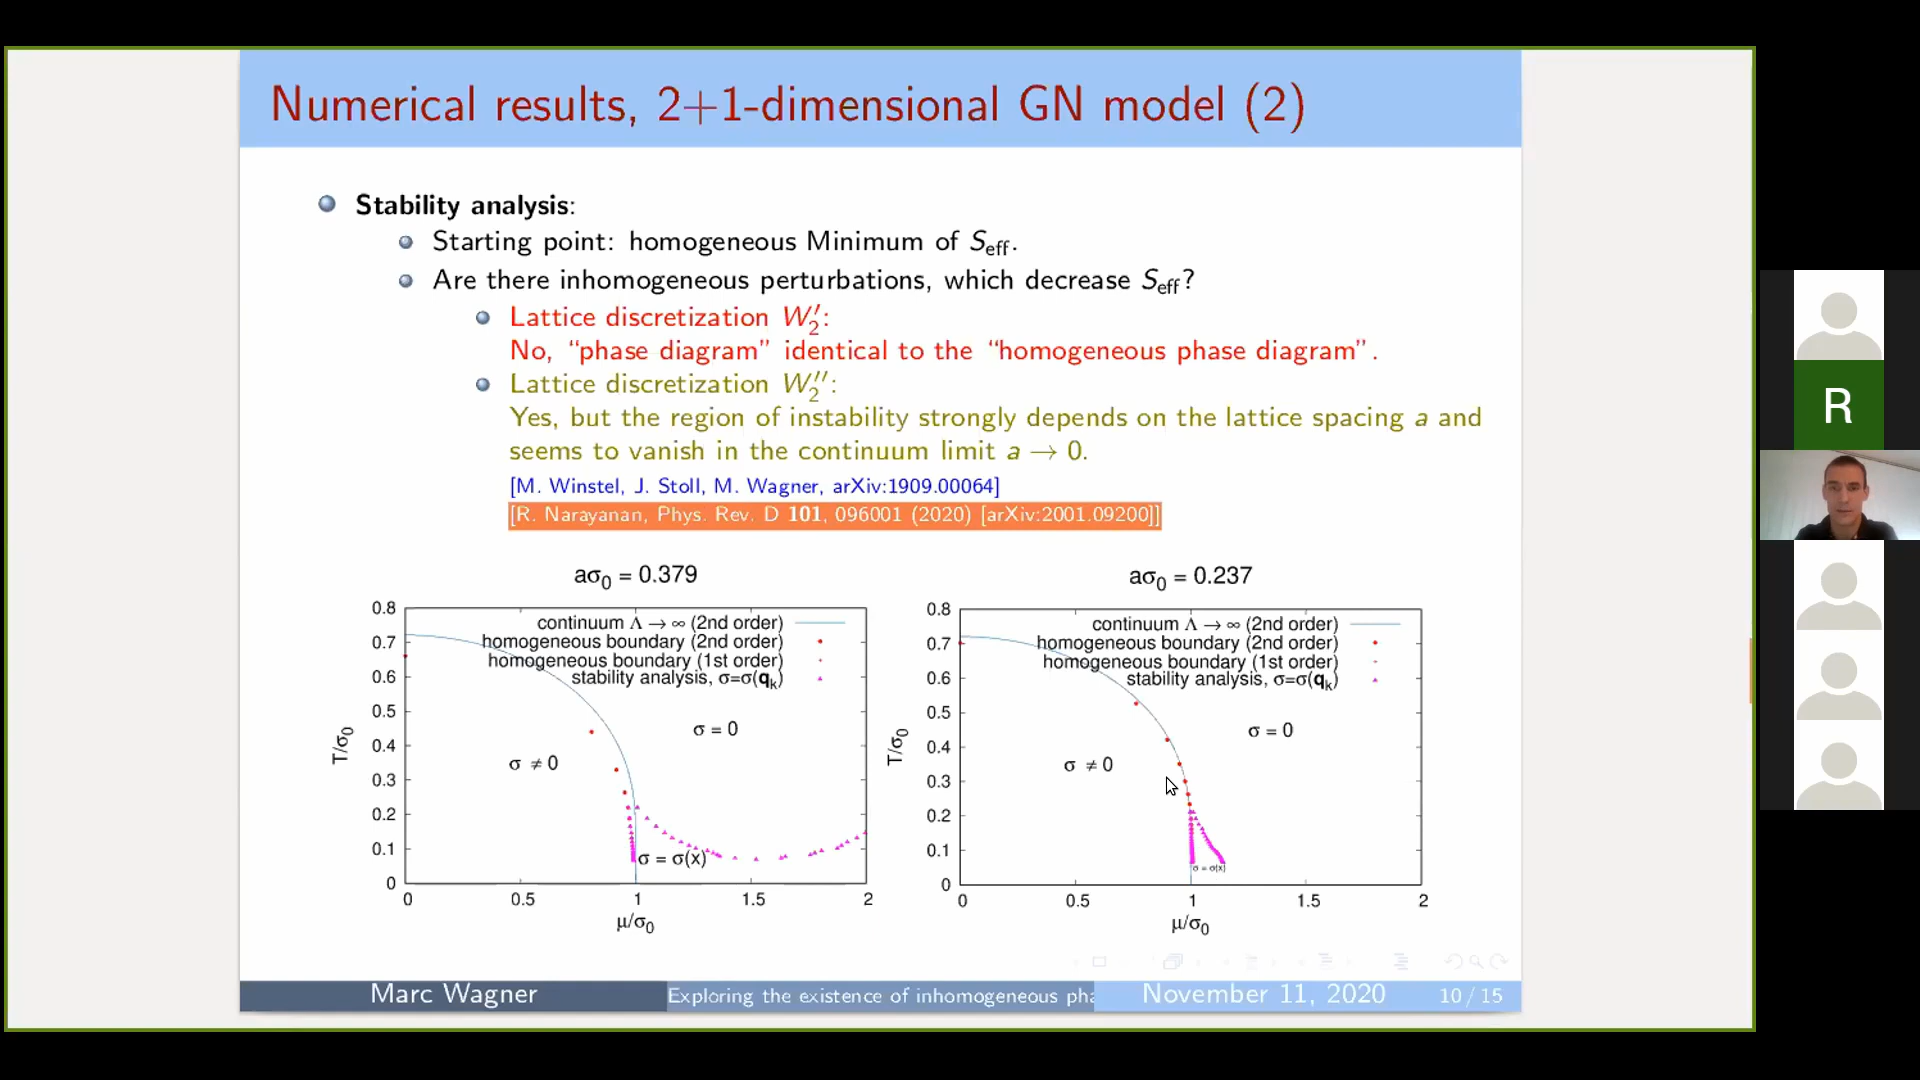 Numerical results, 2+1-dimensional GN model (2)
Stability analysis:
Starting point: homogeneous Minimum of S_eff.
Are there inhomogeneous perturbations, which decrease S_eff?
Lattice discretization W′₂:
No, “phase diagram” identical to the “homogeneous phase diagram”.
Lattice discretization W″₂:
Yes, but the region of instability strongly depends on the lattice spacing a and
seems to vanish in the continuum limit a → 0.
[M. Winstel, J. Stoll, M. Wagner, arXiv:1909.00064]
[R. Narayanan, Phys. Rev. D 101, 096001 (2020) [arXiv:2001.09200]]
R
aσ₀ = 0.379
continuum Λ → ∞ (2nd order)
homogeneous boundary (2nd order)
homogeneous boundary (1st order)
stability analysis, σ=σ(q_k)
σ = 0
σ ≠ 0
σ = σ(x)
T/σ₀
0.8
0.7
0.6
0.5
0.4
0.3
0.2
0.1
0
0 0.5 1 1.5 2
μ/σ₀
aσ₀ = 0.237
continuum Λ → ∞ (2nd order)
homogeneous boundary (2nd order)
homogeneous boundary (1st order)
stability analysis, σ=σ(q_k)
σ = 0
σ ≠ 0
σ = σ(x)
T/σ₀
0.8
0.7
0.6
0.5
0.4
0.3
0.2
0.1
0
0 0.5 1 1.5 2
μ/σ₀
Marc Wagner Exploring the existence of inhomogeneous pha November 11, 2020 10 / 15